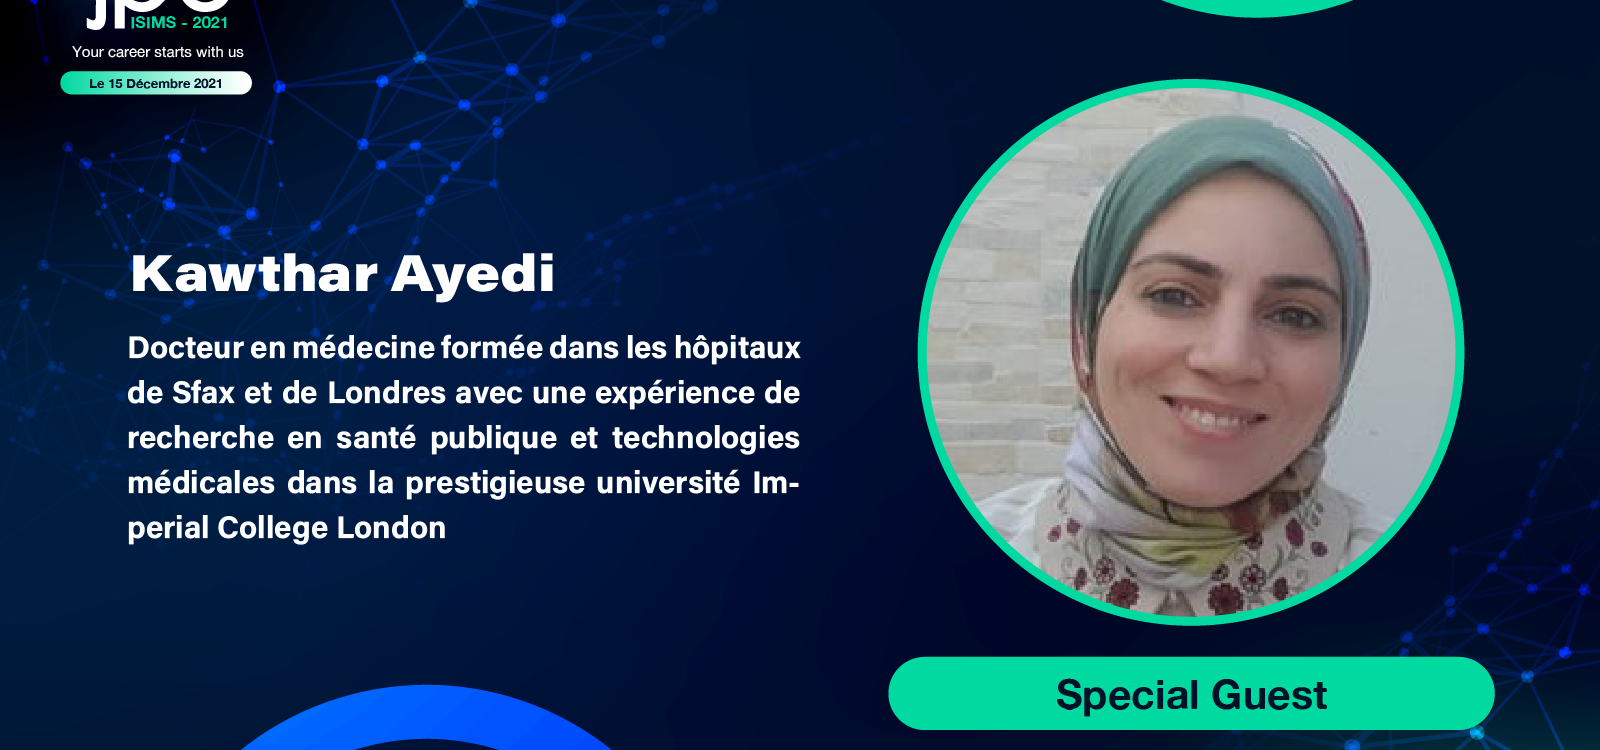 ISIMS - 2021
Your career starts with us
Le 15 Décembre 2021
Kawthar Ayedi
Docteur en médecine formée dans les hôpitaux
de Sfax et de Londres avec une expérience de
recherche en santé publique et technologies
médicales dans la prestigieuse université Im-
perial College London
Special Guest